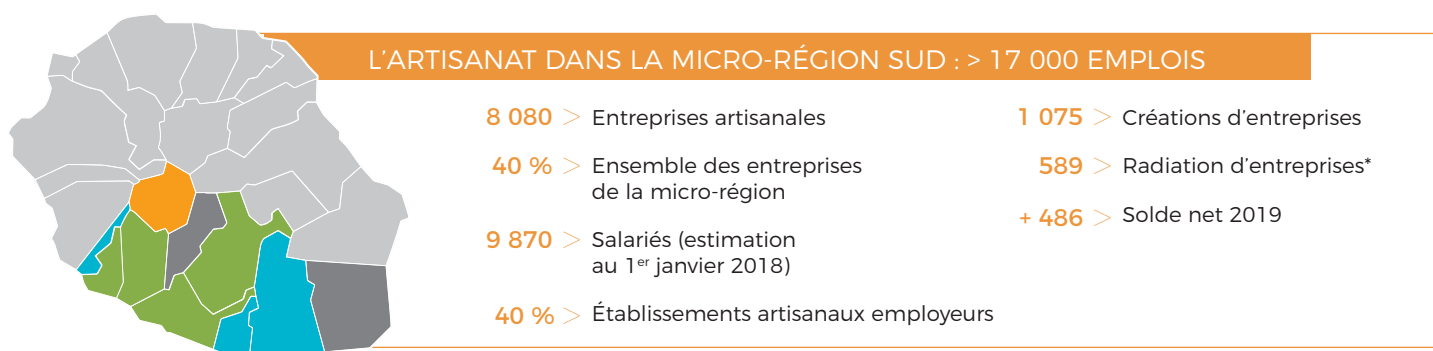 L'ARTISANAT DANS LA MICRO-RÉGION SUD : > 17 000 EMPLOIS
8 080 > Entreprises artisanales
40 % > Ensemble des entreprises
de la micro-région
9 870 > Salariés (estimation
au 1er janvier 2018)
40 % > Établissements artisanaux employeurs
1 075 > Créations d'entreprises
589 > Radiation d'entreprises*
+ 486 > Solde net 2019